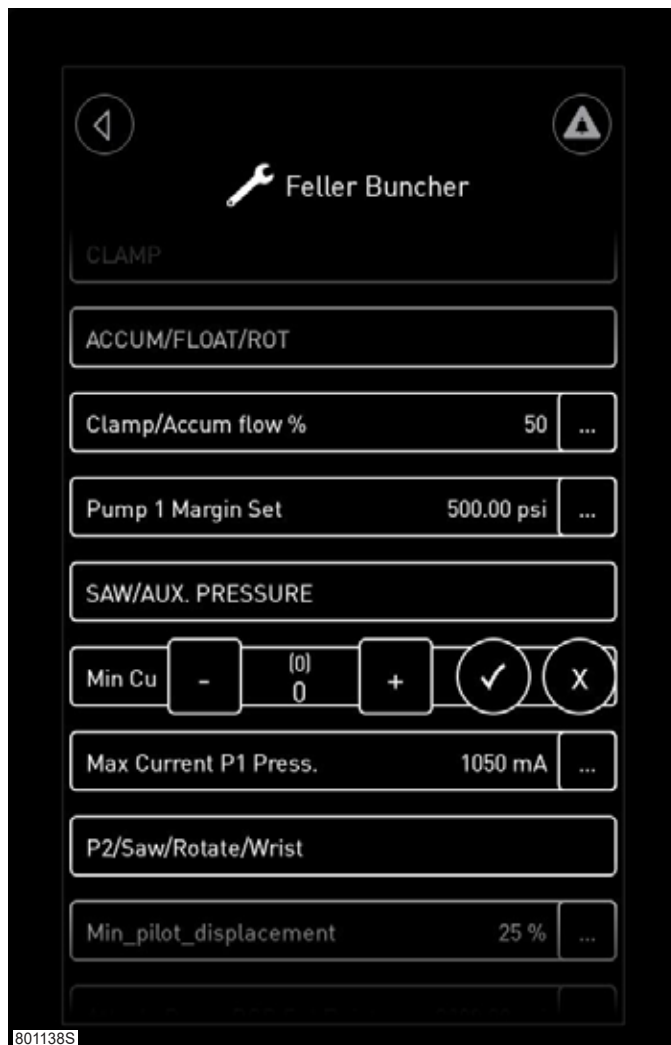 Feller Buncher
CLAMP
ACCUM/FLOAT/ROT
Clamp/Accum flow % 50 ...
Pump 1 Margin Set 500.00 psi ...
SAW/AUX. PRESSURE
Min Cu - (0) 0 + ✓ X
Max Current P1 Press. 1050 mA ...
P2/Saw/Rotate/Wrist
Min_pilot_displacement 25 % ...
801138S